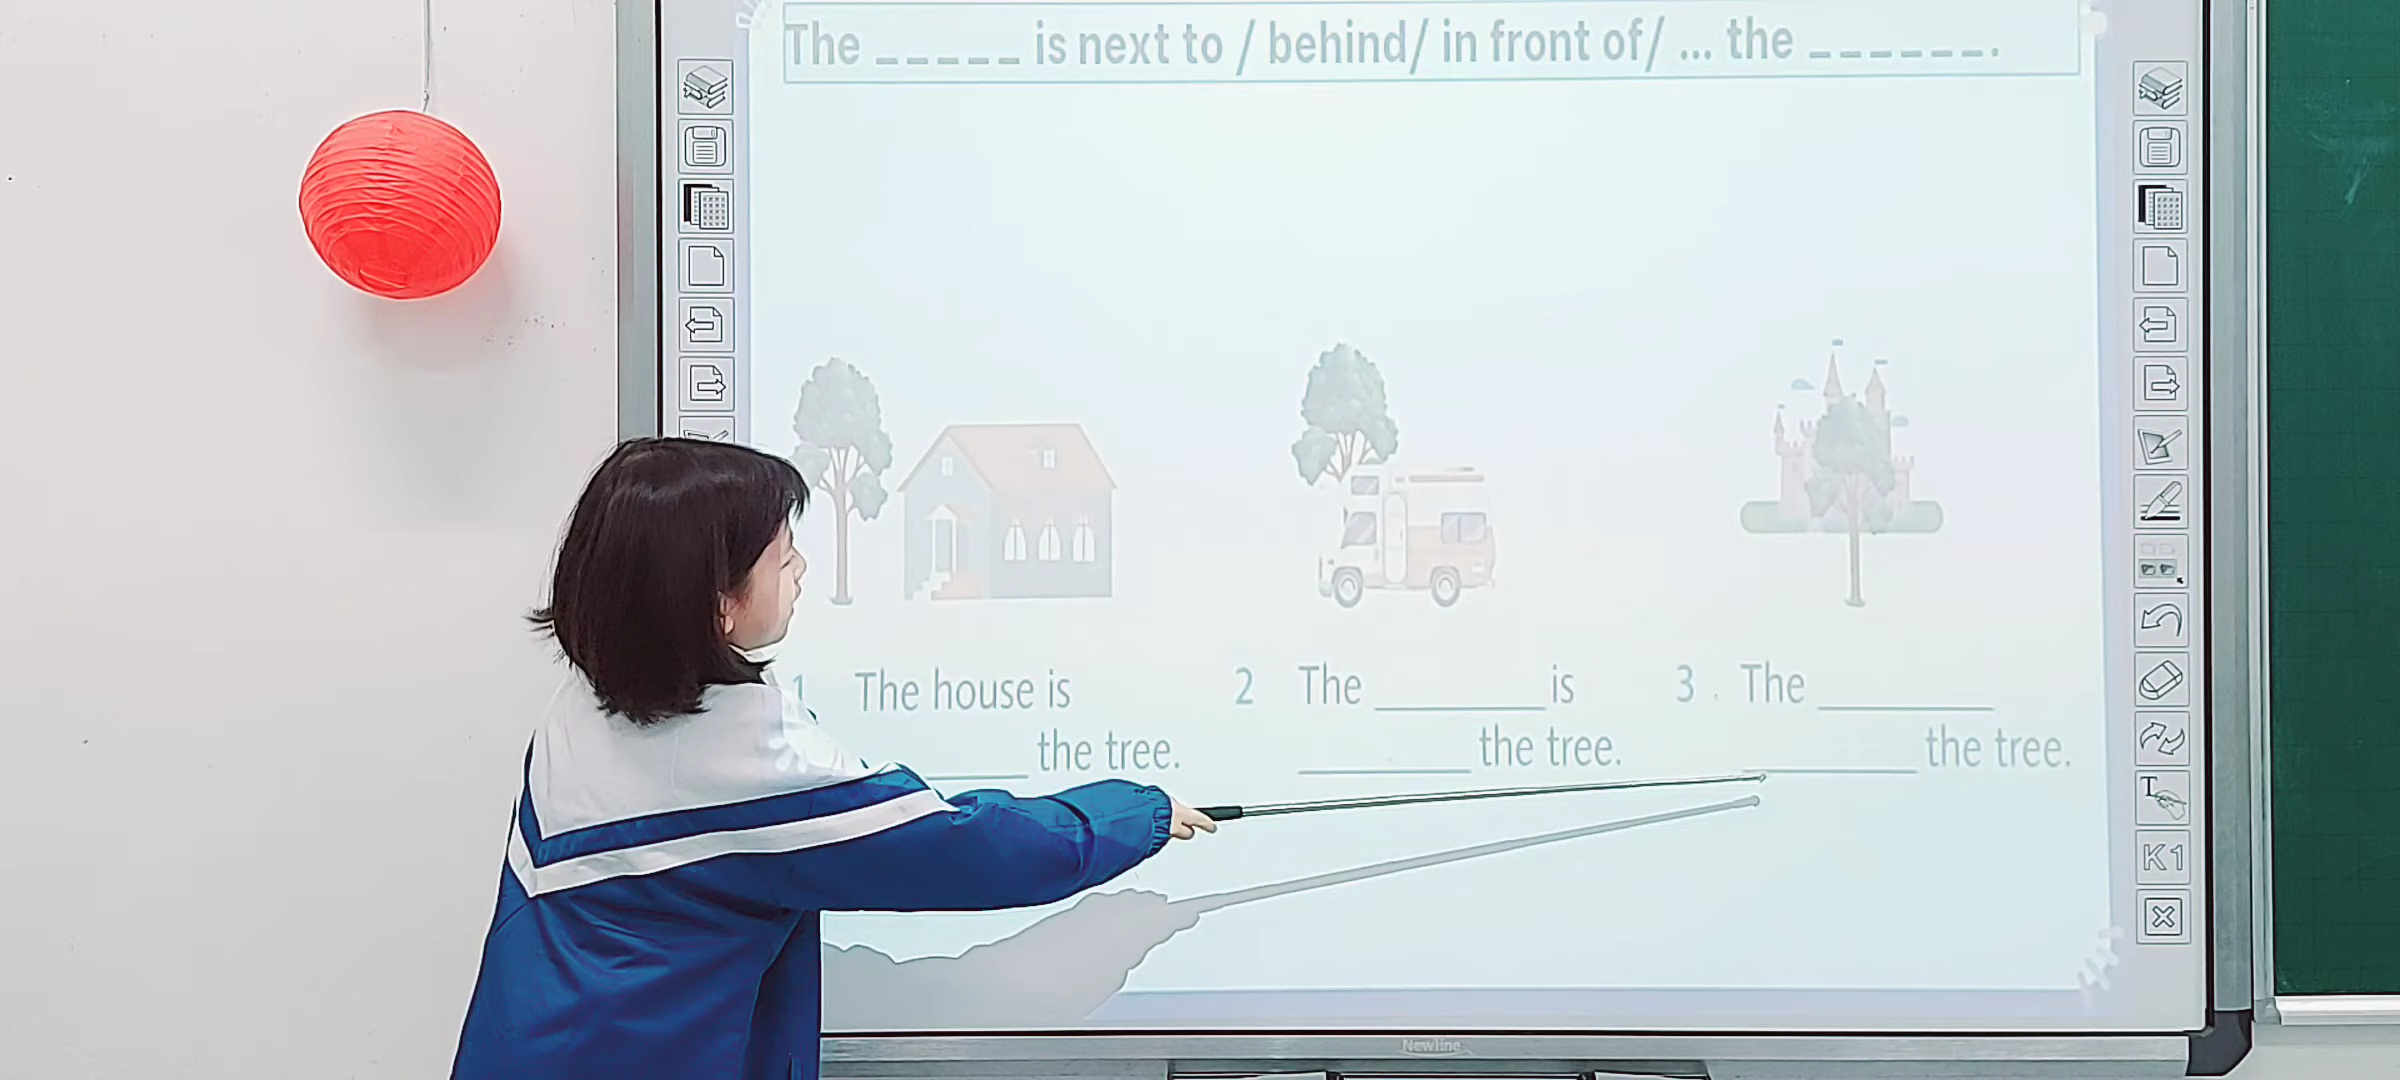 The _____ is next to / behind/ in front of/ ... the ______.
1 The house is
______ the tree.
2 The ________ is
________ the tree.
3 . The ________
________ the tree.
T
K1
Newline